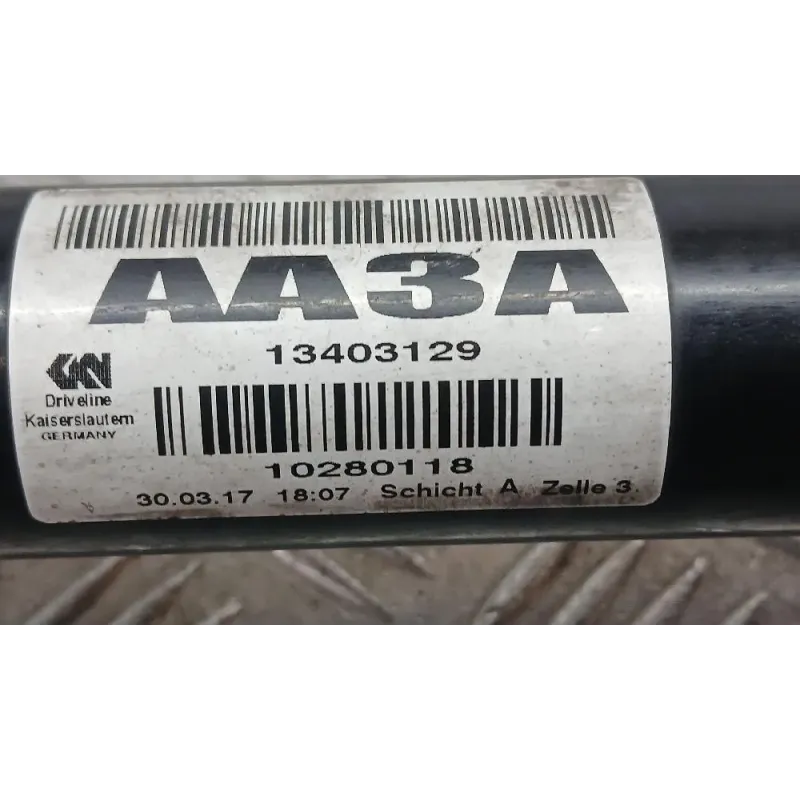 AA3A
13403129
GKN
Driveline
Kaiserslautern
GERMANY
10280118
30.03.17 18:07 Schicht A Zelle 3.